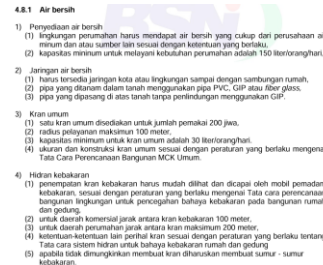 4.8.1 Air bersih
1) Penyediaan air bersih
(1) lingkungan perumahan harus mendapat air bersih yang cukup dari perusahaan ai
minum dan atau sumber lain sesuai dengan ketentuan yang berlaku,
(2) kapasitas minimum untuk melayani kebutuhan perumahan adalah 150 liter/orang/hari.
2) Jaringan air bersih
(1) harus tersedia jaringan kota atau lingkungan sampai dengan sambungan rumah,
(2) pipa yang ditanam dalam tanah menggunakan pipa PVC, GIP atau fiber glass,
(3) pipa yang dipasang di atas tanah tanpa perlindungan menggunakan GIP.
3) Kran umum
(1) satu kran umum disediakan untuk jumlah pemakai 200 jiwa,
(2) radius pelayanan maksimum 100 meter,
(3) kapasitas minimum untuk kran umum adalah 30 liter/orang/hari.
(4) ukuran dan konstruksi kran umum sesuai dengan peraturan yang berlaku mengena
Tata Cara Perencanaan Bangunan MCK Umum.
4) Hidran kebakaran
(1) penempatan kran kebakaran harus mudah dilihat dan dicapai oleh mobil pemadan
kebakaran, sesuai dengan peraturan yang berlaku mengenai Tata cara perencanaan
bangunan lingkungan untuk pencegahan bahaya kebakaran pada bangunan rumal
dan gedung,
(2) untuk daerah komersial jarak antara kran kebakaran 100 meter,
(3) untuk daerah perumahan jarak antara kran maksimum 200 meter,
(4) ketentuan-ketentuan lain perihal kran sesuai dengan peraturan yang berlaku tentang
Tata cara sistem hidran untuk bahaya kebakaran rumah dan gedung
(5) apabila tidak dimungkinkan membuat kran diharuskan membuat sumur - sumur
kebakaran.